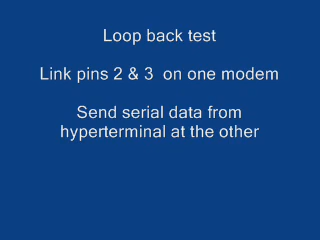 Loop back test
Link pins 2 & 3 on one modem
Send serial data from
hyperterminal at the other